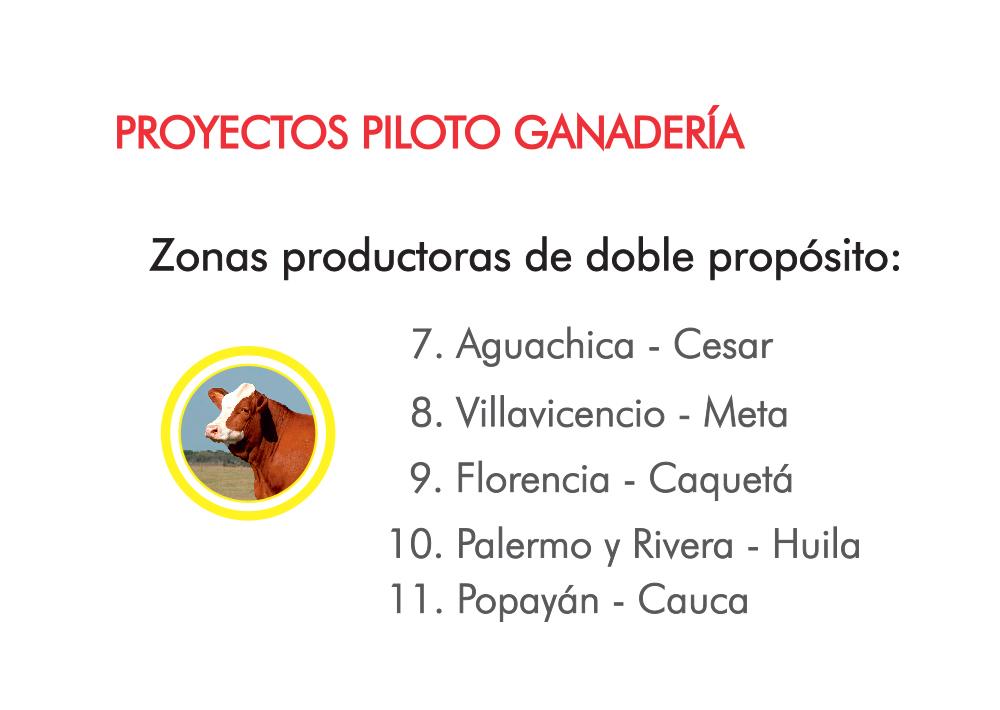 PROYECTOS PILOTO GANADERÍA
Zonas productoras de doble propósito:
7. Aguachica - Cesar
8. Villavicencio - Meta
9. Florencia - Caquetá
10. Palermo y Rivera - Huila
11. Popayán - Cauca